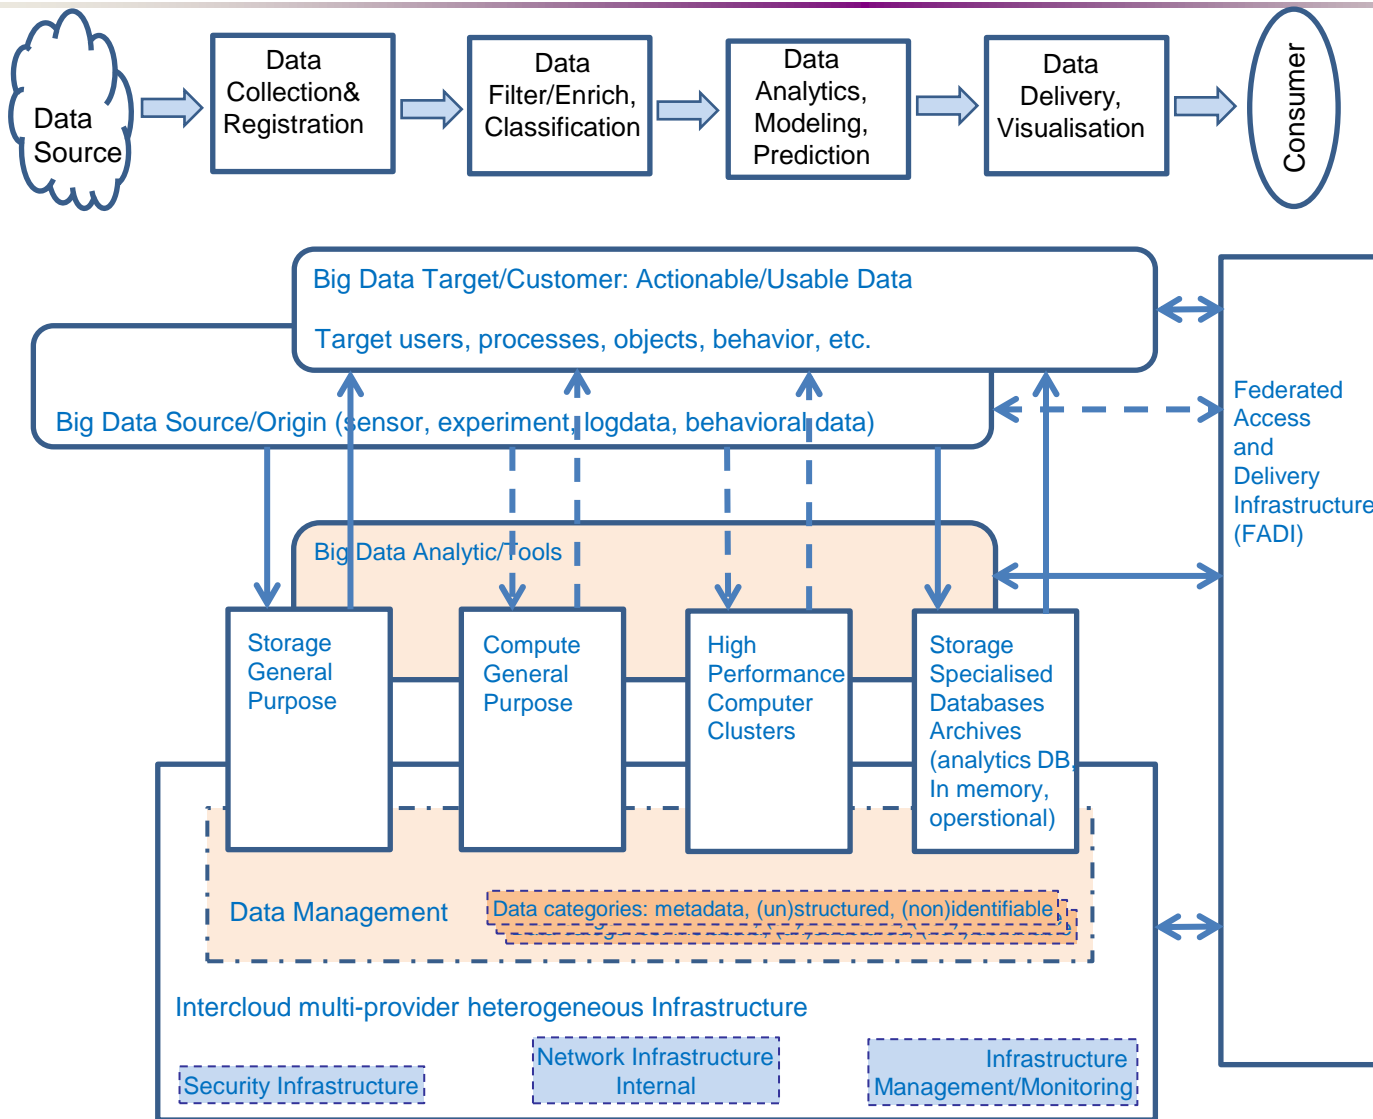 Data
Source
Data
Collection&
Registration
Data
Filter/Enrich,
Classification
Data
Analytics,
Modeling,
Prediction
Data
Delivery,
Visualisation
Consumer
Big Data Target/Customer: Actionable/Usable Data
Target users, processes, objects, behavior, etc.
Big Data Source/Origin (sensor, experiment, logdata, behavioral data)
Federated
Access
and
Delivery
Infrastructure
(FADI)
Big Data Analytic/Tools
Storage
General
Purpose
Compute
General
Purpose
High
Performance
Computer
Clusters
Storage
Specialised
Databases
Archives
(analytics DB,
In memory,
operstional)
Data Management
Data categories: metadata, (un)structured, (non)identifiable
Intercloud multi-provider heterogeneous Infrastructure
Security Infrastructure
Network Infrastructure
Internal
Infrastructure
Management/Monitoring